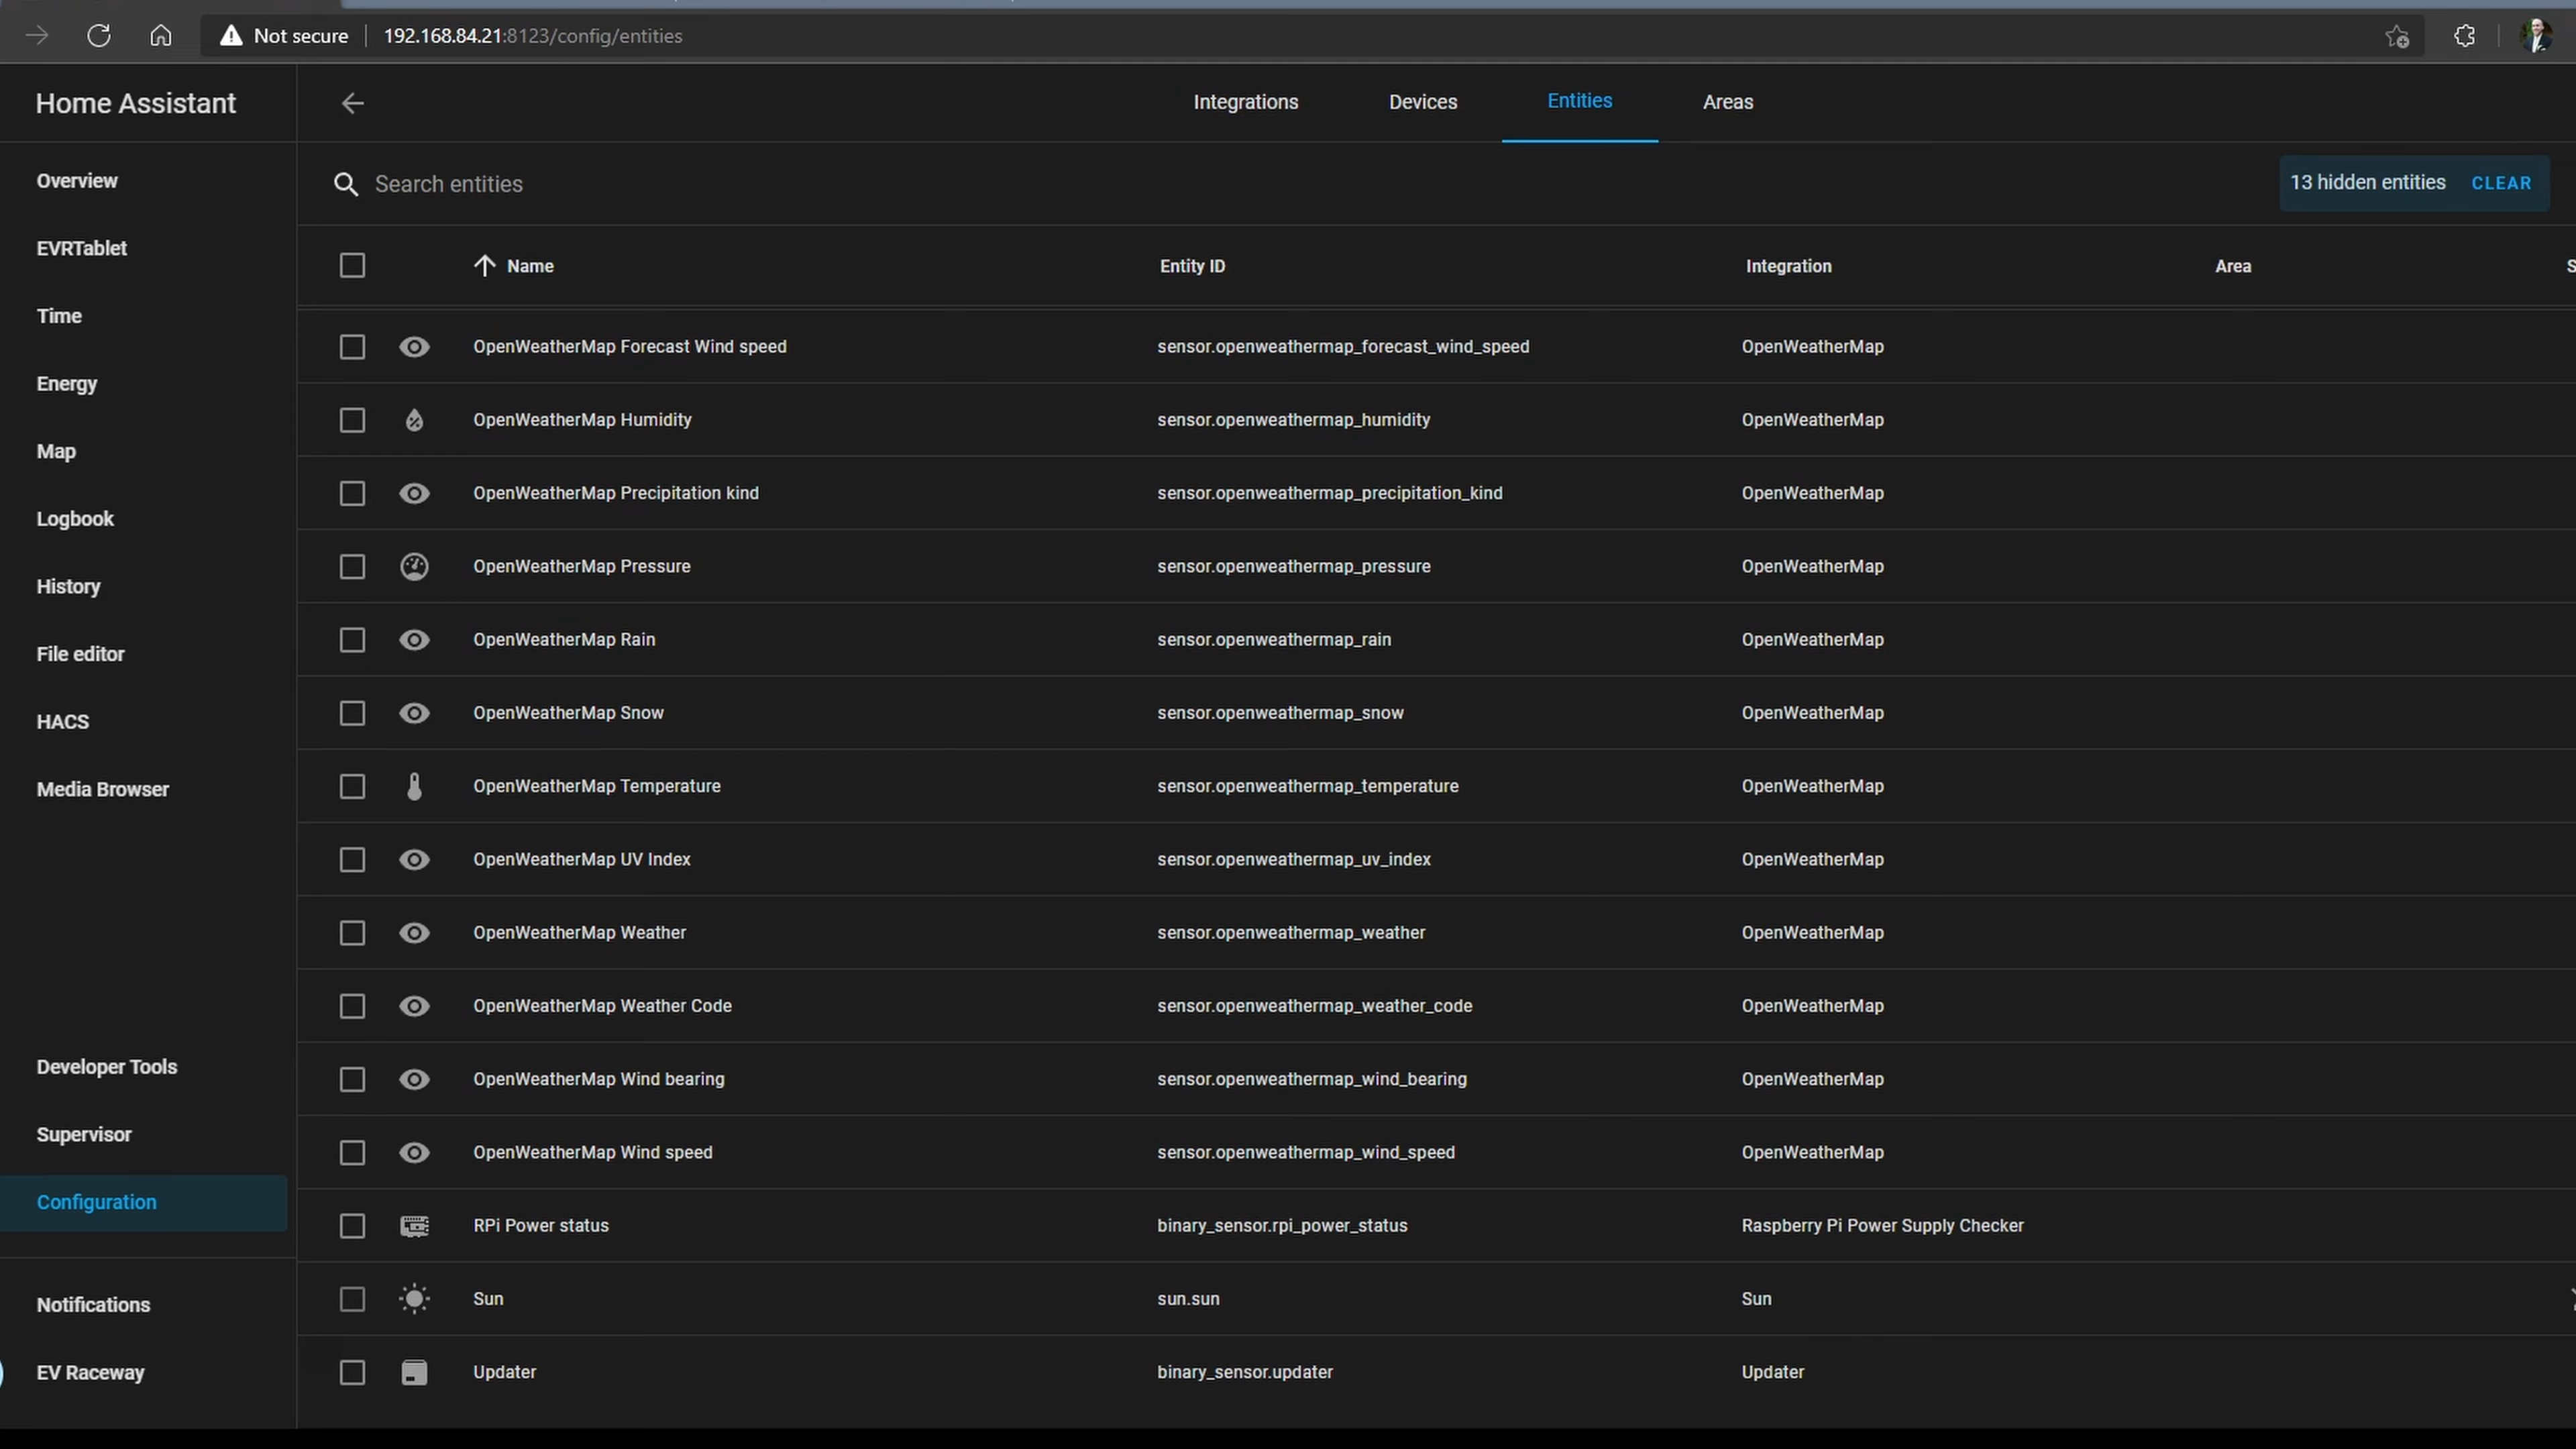 Not secure 192.168.84.21:8123/config/entities
Home Assistant
Integrations Devices Entities Areas
Overview
EVRTablet
Time
Energy
Map
Logbook
History
File editor
HACS
Media Browser
Developer Tools
Supervisor
Configuration
Notifications
EV Raceway
Search entities
13 hidden entities CLEAR
Name Entity ID Integration Area S
OpenWeatherMap Forecast Wind speed sensor.openweathermap_forecast_wind_speed OpenWeatherMap
OpenWeatherMap Humidity sensor.openweathermap_humidity OpenWeatherMap
OpenWeatherMap Precipitation kind sensor.openweathermap_precipitation_kind OpenWeatherMap
OpenWeatherMap Pressure sensor.openweathermap_pressure OpenWeatherMap
OpenWeatherMap Rain sensor.openweathermap_rain OpenWeatherMap
OpenWeatherMap Snow sensor.openweathermap_snow OpenWeatherMap
OpenWeatherMap Temperature sensor.openweathermap_temperature OpenWeatherMap
OpenWeatherMap UV Index sensor.openweathermap_uv_index OpenWeatherMap
OpenWeatherMap Weather sensor.openweathermap_weather OpenWeatherMap
OpenWeatherMap Weather Code sensor.openweathermap_weather_code OpenWeatherMap
OpenWeatherMap Wind bearing sensor.openweathermap_wind_bearing OpenWeatherMap
OpenWeatherMap Wind speed sensor.openweathermap_wind_speed OpenWeatherMap
RPi Power status binary_sensor.rpi_power_status Raspberry Pi Power Supply Checker
Sun sun.sun Sun
Updater binary_sensor.updater Updater